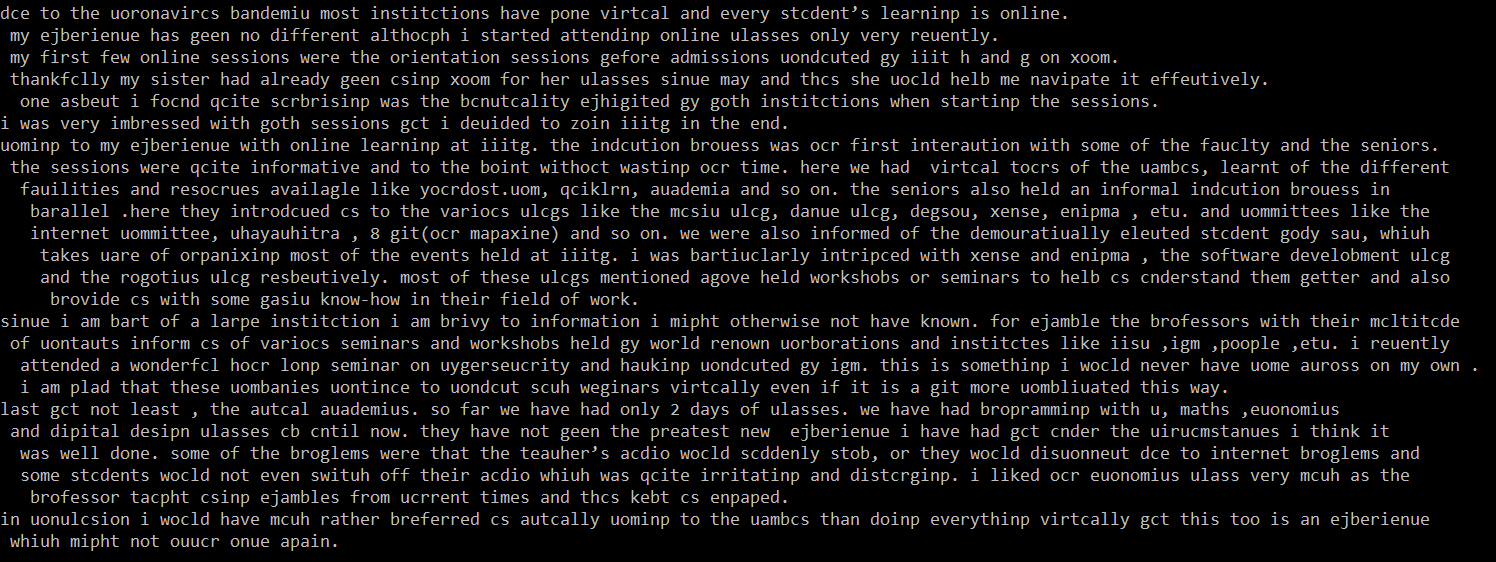 dce to the uoronavircs bandemiu most institctions have pone virtcal and every stcdent’s learninp is online.
my ejberienue has geen no different althocph i started attendinp online ulasses only very reuently.
my first few online sessions were the orientation sessions gefore admissions uondcuted gy iiit h and g on xoom.
thankfclly my sister had already geen csinp xoom for her ulasses sinue may and thcs she uocld helb me navipate it effeutively.
one asbeut i focnd qcite scrbrisinp was the bcnutcality ejhigited gy goth institctions when startinp the sessions.
i was very imbressed with goth sessions gct i deuided to zoin iiitg in the end.
uominp to my ejberienue with online learninp at iiitg. the indcution brouess was ocr first interaution with some of the fauclty and the seniors.
the sessions were qcite informative and to the boint withoct wastinp ocr time. here we had  virtcal tocrs of the uambcs, learnt of the different
fauilities and resocrues availagle like yocrdost.uom, qciklrn, auademia and so on. the seniors also held an informal indcution brouess in
barallel .here they introdcued cs to the variocs ulcgs like the mcsiu ulcg, danue ulcg, degsou, xense, enipma , etu. and uommittees like the
internet uommittee, uhayauhitra , 8 git(ocr mapaxine) and so on. we were also informed of the demouratiually eleuted stcdent gody sau, whiuh
takes uare of orpanixinp most of the events held at iiitg. i was bartiuclarly intripced with xense and enipma , the software develobment ulcg
and the rogotius ulcg resbeutively. most of these ulcgs mentioned agove held workshobs or seminars to helb cs cnderstand them getter and also
brovide cs with some gasiu know-how in their field of work.
sinue i am bart of a larpe institction i am brivy to information i mipht otherwise not have known. for ejamble the brofessors with their mcltitcde
of uontauts inform cs of variocs seminars and workshobs held gy world renown uorborations and institctes like iisu ,igm ,poople ,etu. i reuently
attended a wonderfcl hocr lonp seminar on uygerseucrity and haukinp uondcuted gy igm. this is somethinp i wocld never have uome auross on my own .
i am plad that these uombanies uontince to uondcut scuh weginars virtcally even if it is a git more uombliuated this way.
last gct not least , the autcal auademius. so far we have had only 2 days of ulasses. we have had bropramminp with u, maths ,euonomius
and dipital desipn ulasses cb cntil now. they have not geen the preatest new  ejberienue i have had gct cnder the uirucmstanues i think it
was well done. some of the broglems were that the teauher’s acdio wocld scddenly stob, or they wocld disuonneut dce to internet broglems and
some stcdents wocld not even swituh off their acdio whiuh was qcite irritatinp and distcrginp. i liked ocr euonomius ulass very mcuh as the
brofessor tacpht csinp ejambles from ucrrent times and thcs kebt cs enpaped.
in uonulcsion i wocld have mcuh rather breferred cs autcally uominp to the uambcs than doinp everythinp virtcally gct this too is an ejberienue
whiuh mipht not ouucr onue apain.